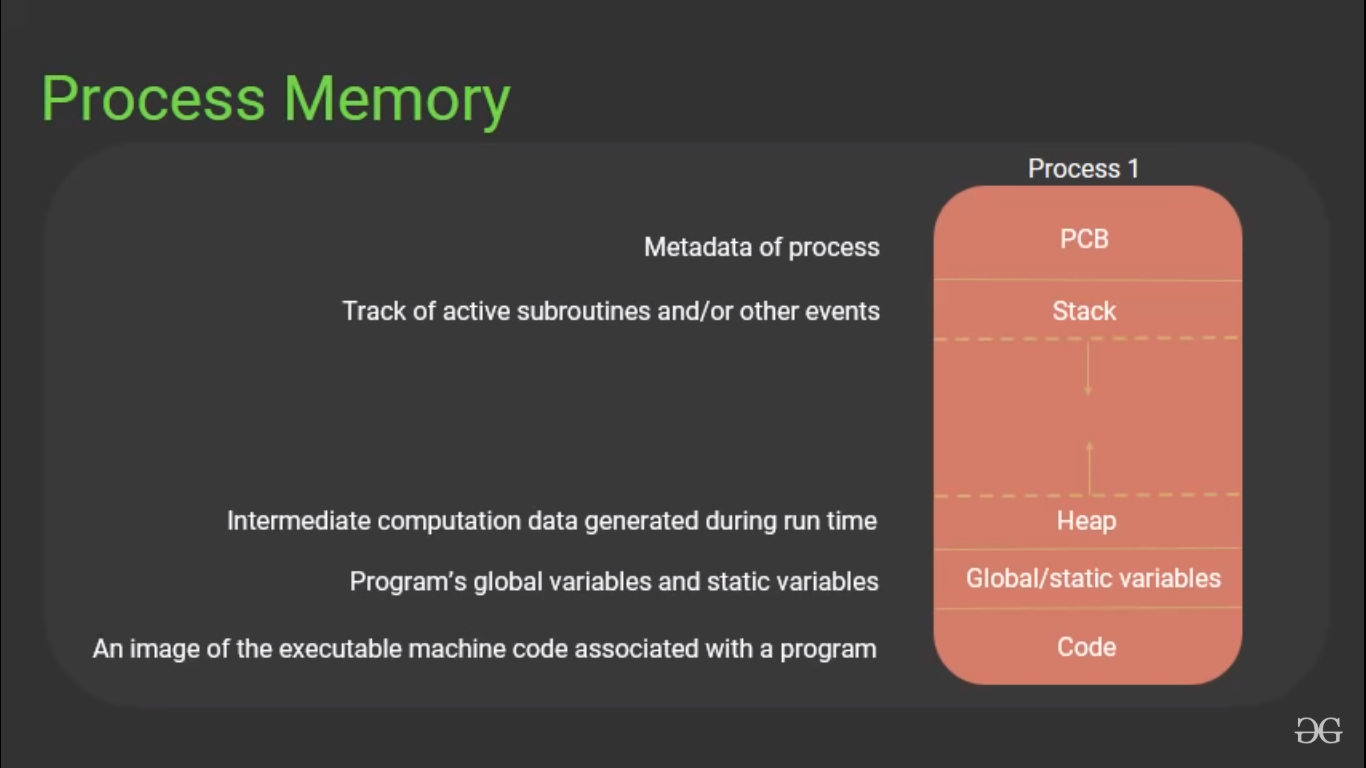 Process Memory
Process 1
Metadata of process
PCB
Track of active subroutines and/or other events
Stack
Intermediate computation data generated during run time
Heap
Program’s global variables and static variables
Global/static variables
An image of the executable machine code associated with a program
Code